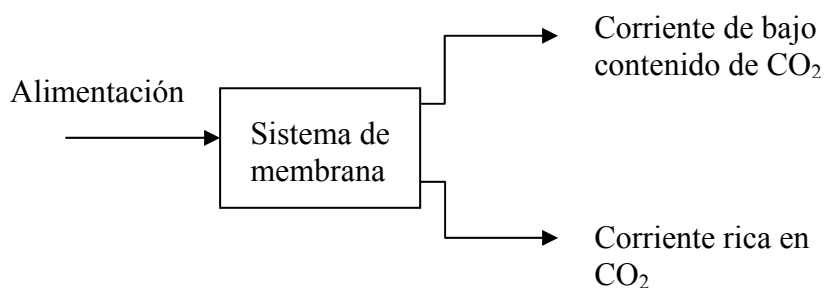 Alimentación
Sistema de
membrana
Corriente de bajo
contenido de CO₂
Corriente rica en
CO₂